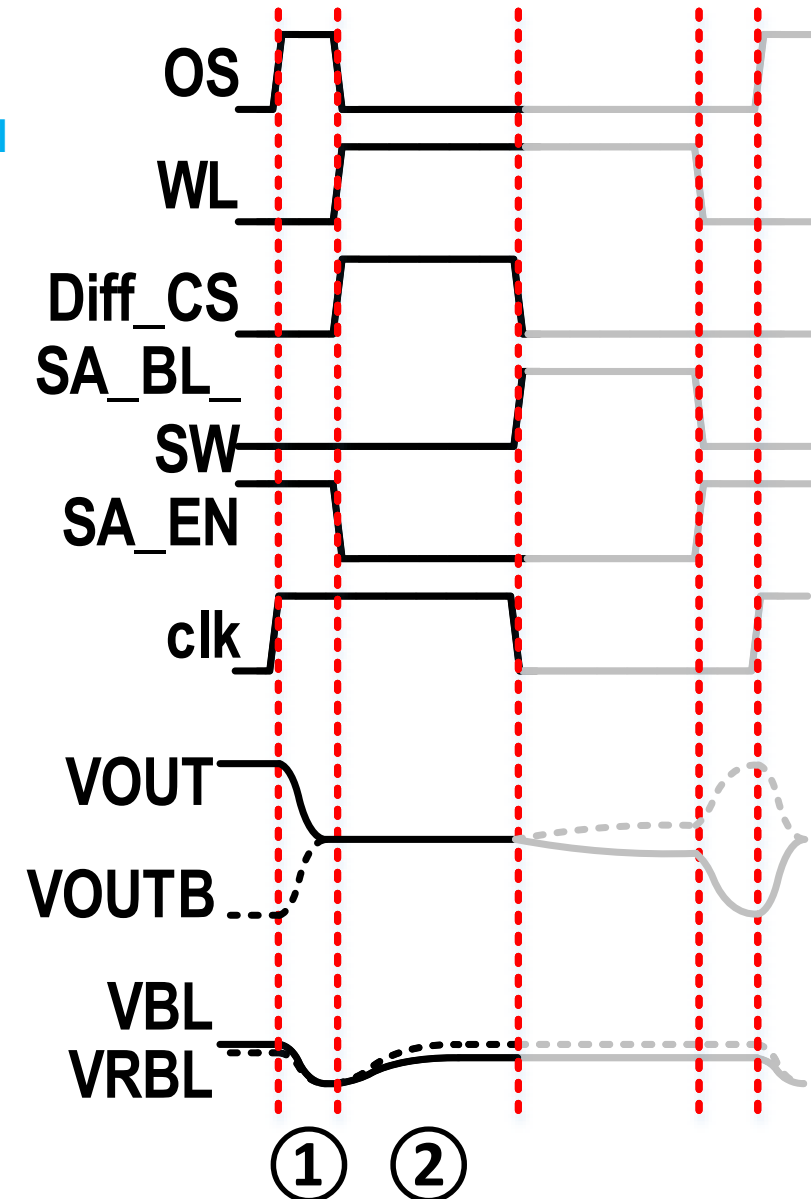 OS
WL
Diff_CS
SA_BL_
SW
SA_EN
clk
VOUT
VOUTB
VBL
VRBL
① ②